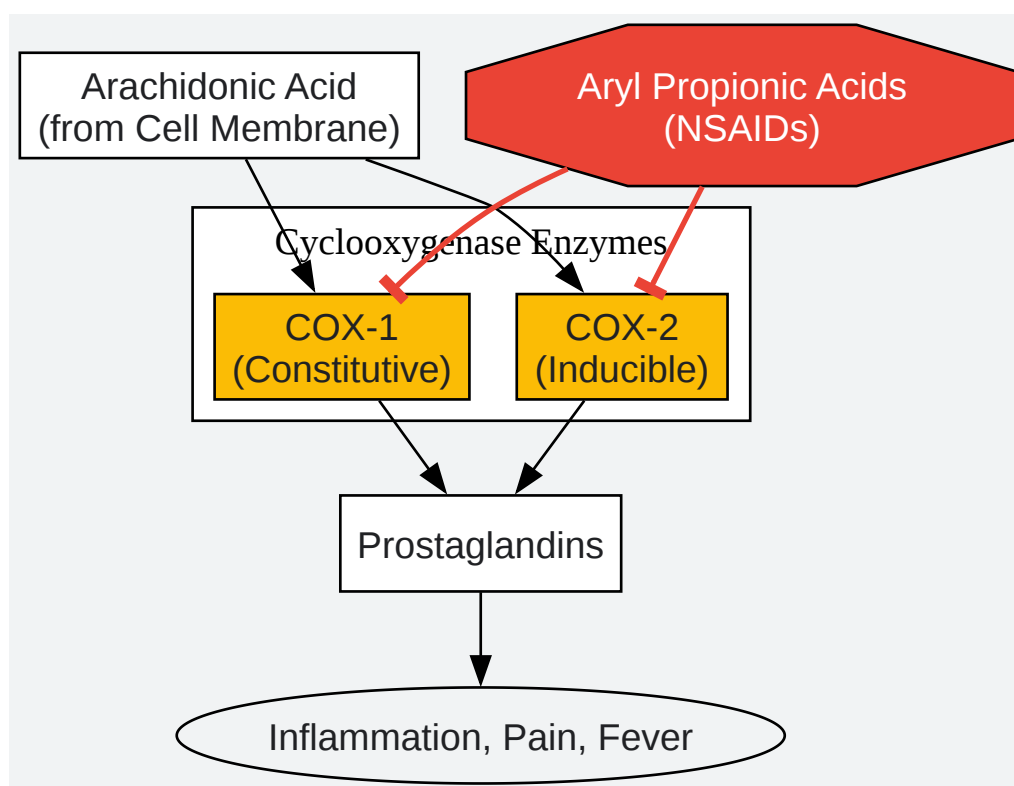 Arachidonic Acid
(from Cell Membrane)
Aryl Propionic Acids
(NSAIDs)
Cyclooxygenase Enzymes
COX-1
(Constitutive)
COX-2
(Inducible)
Prostaglandins
Inflammation, Pain, Fever